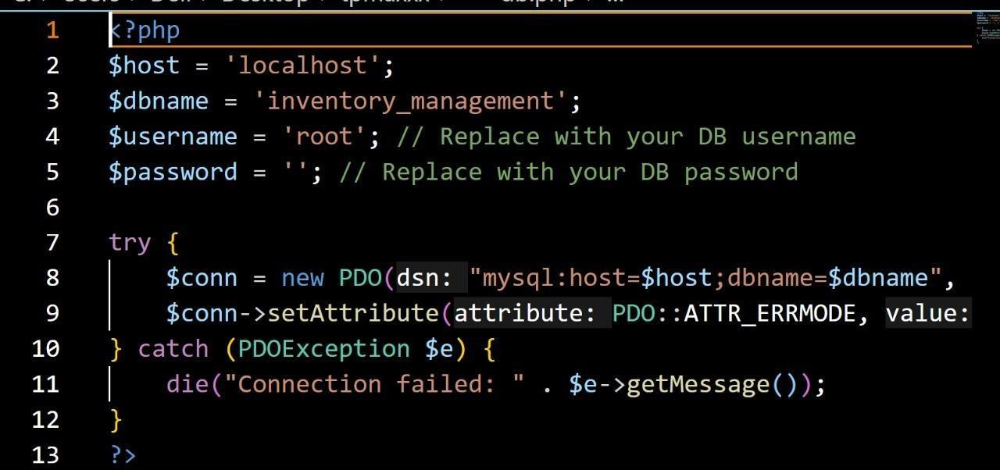 1 <?php
2 $host = 'localhost';
3 $dbname = 'inventory_management';
4 $username = 'root'; // Replace with your DB username
5 $password = ''; // Replace with your DB password
6
7 try {
8 $conn = new PDO(dsn: "mysql:host=$host;dbname=$dbname",
9 $conn->setAttribute(attribute: PDO::ATTR_ERRMODE, value:
10 } catch (PDOException $e) {
11 die("Connection failed: " . $e->getMessage());
12 }
13 ?>